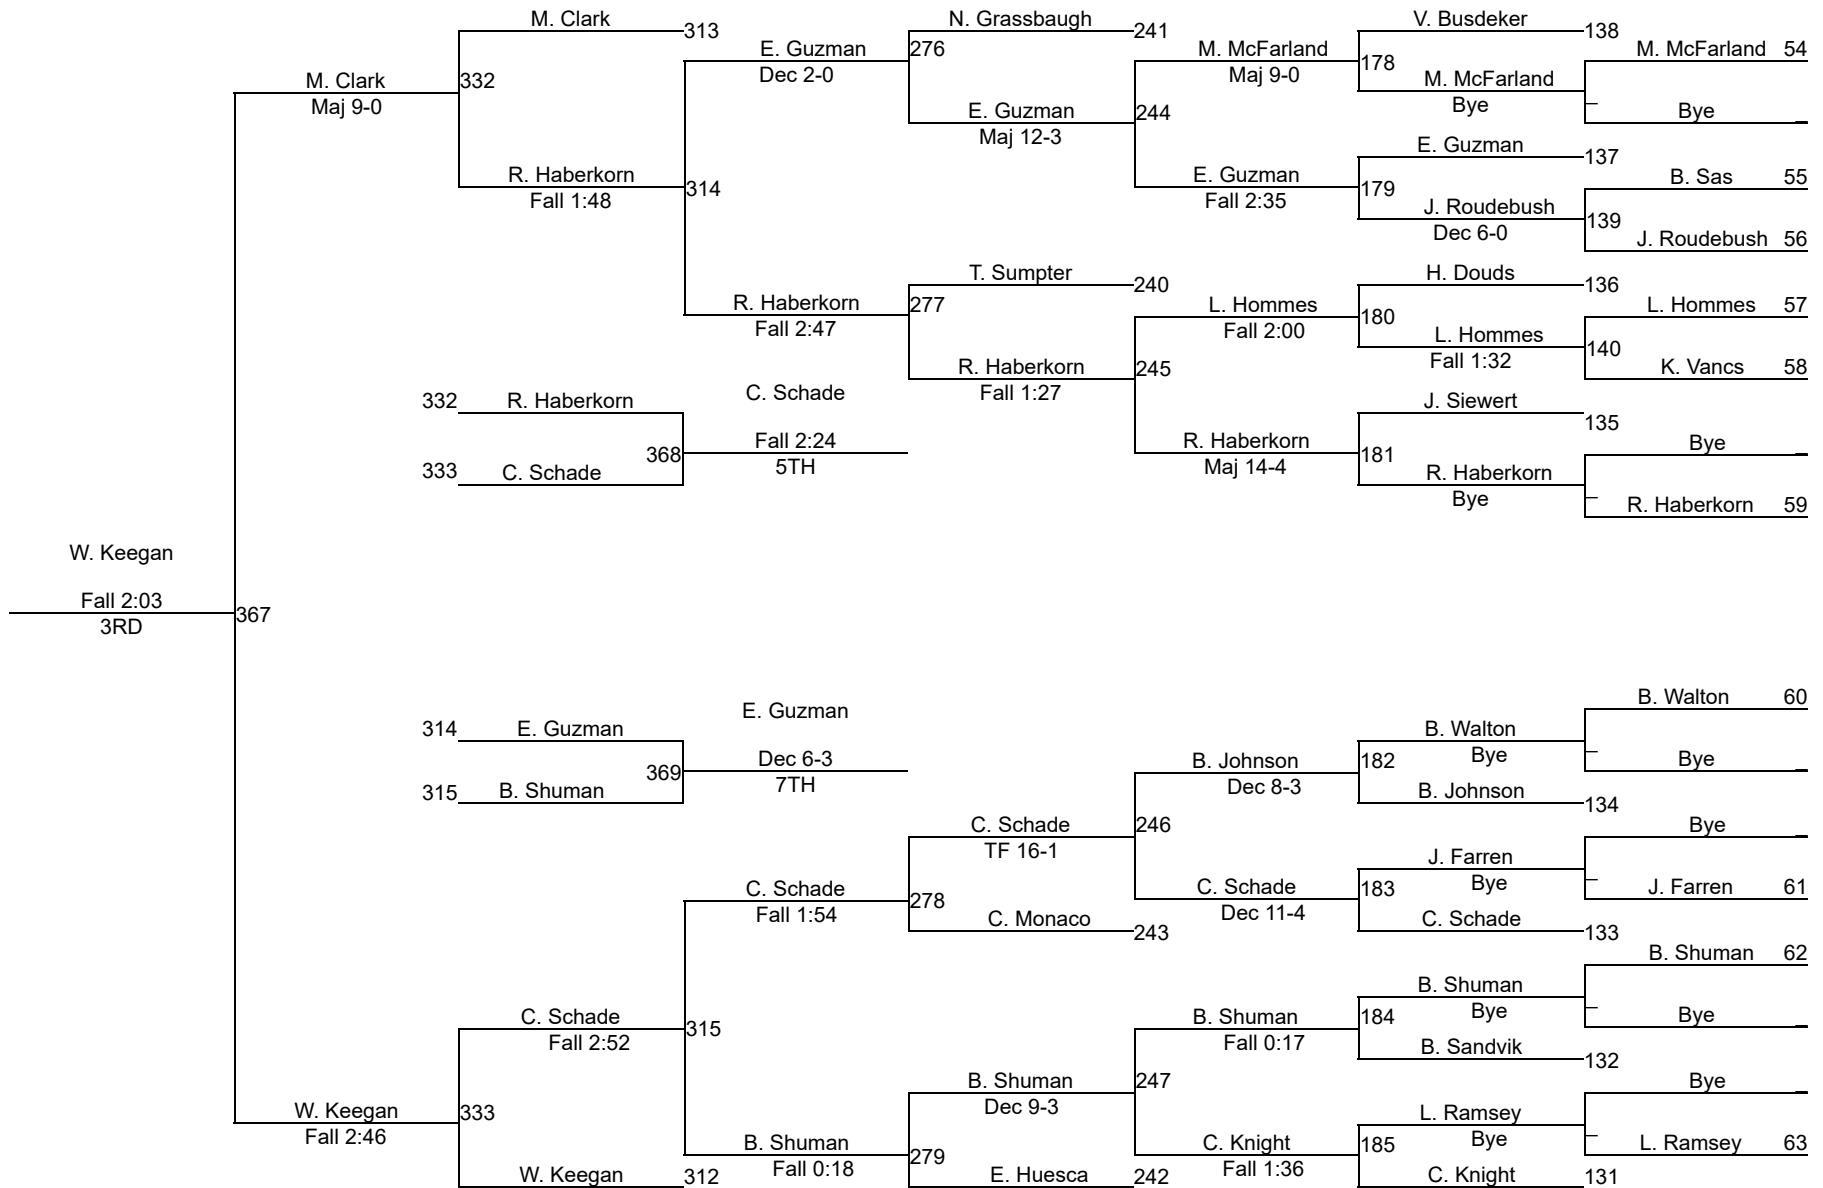 M. Clark
313
N. Grassbaugh
241
V. Busdeker
138
E. Guzman
276
M. McFarland
M. McFarland 54
Dec 2-0
Maj 9-0
178
M. Clark
332
M. McFarland
Maj 9-0
Bye
_
E. Guzman
244
Bye _
Maj 12-3
E. Guzman
137
R. Haberkorn
314
E. Guzman
179
B. Sas 55
Fall 1:48
Fall 2:35
J. Roudebush
139
Dec 6-0
J. Roudebush 56
T. Sumpter
240
H. Douds
136
R. Haberkorn
277
L. Hommes
180
L. Hommes 57
Fall 2:47
Fall 2:00
L. Hommes
140
R. Haberkorn
245
Fall 1:32
K. Vancs 58
C. Schade
Fall 1:27
332 R. Haberkorn
J. Siewert
135
368
Fall 2:24
R. Haberkorn
181
Bye _
5TH
Maj 14-4
333 C. Schade
R. Haberkorn
_
Bye
R. Haberkorn 59
W. Keegan
Fall 2:03
367
3RD
B. Walton 60
E. Guzman
314 E. Guzman
B. Walton
_
369
Dec 6-3
B. Johnson
182
Bye
Bye _
7TH
Dec 8-3
315 B. Shuman
B. Johnson
134
C. Schade
246
Bye _
TF 16-1
J. Farren
_
C. Schade
278
C. Schade
183
Bye
J. Farren 61
Fall 1:54
Dec 11-4
C. Monaco
243
C. Schade
133
B. Shuman 62
B. Shuman
_
C. Schade
315
B. Shuman
184
Bye
Bye _
Fall 2:52
Fall 0:17
B. Sandvik
132
B. Shuman
247
Bye _
Dec 9-3
W. Keegan
333
L. Ramsey
_
Fall 2:46
B. Shuman
279
C. Knight
185
Bye
L. Ramsey 63
Fall 0:18
Fall 1:36
W. Keegan
312
E. Huesca
242
C. Knight
131